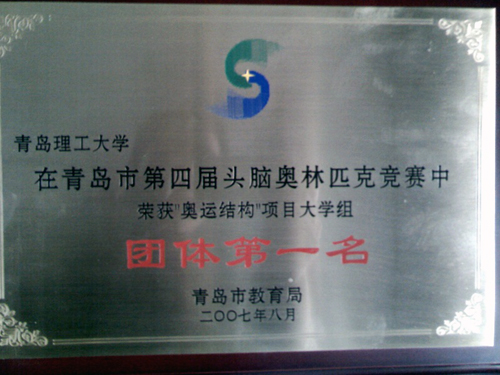 青岛理工大学
在青岛市第四届头脑奥林匹克竞赛中
荣获"奥运结构"项目大学组
团体第一名
青岛市教育局
二〇〇七年八月